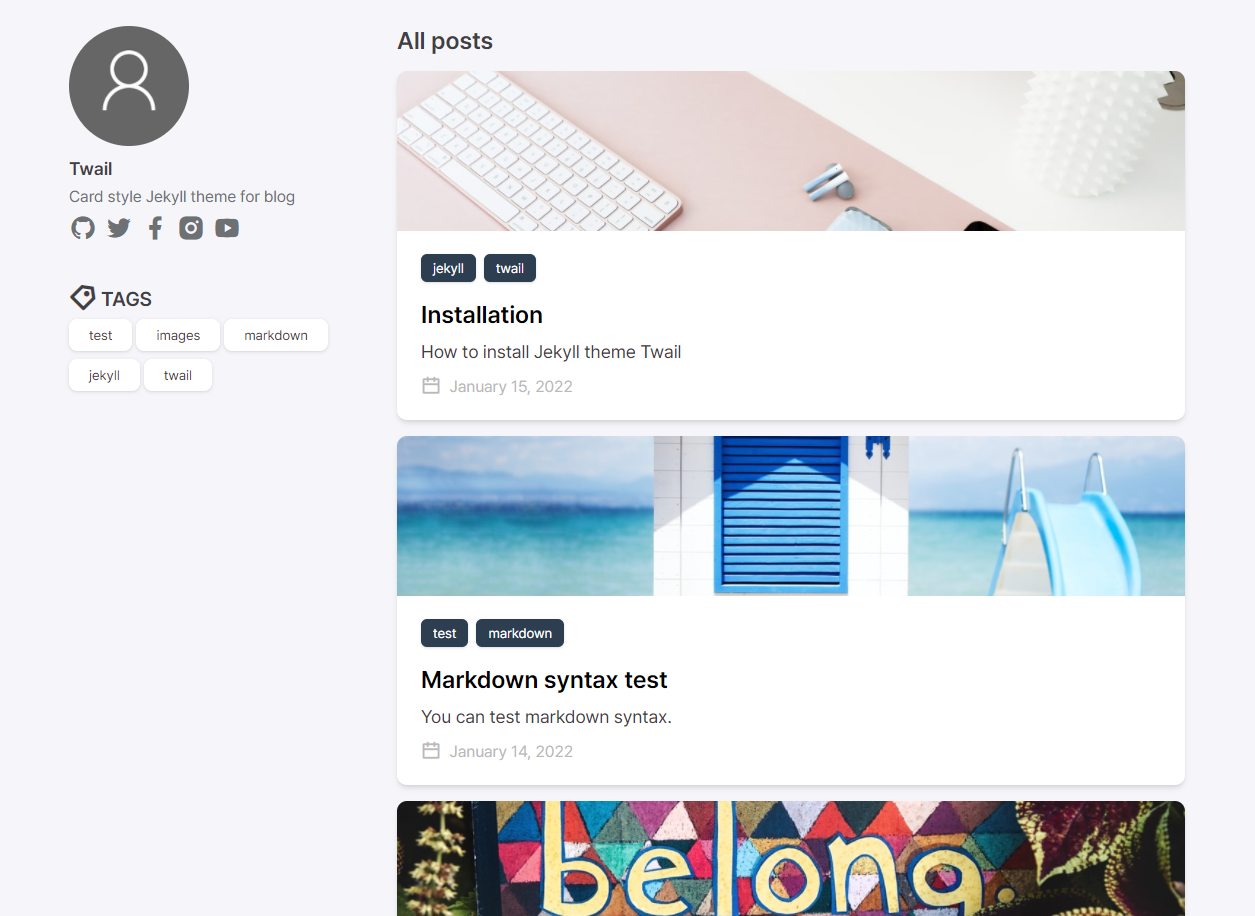 Twail
Card style Jekyll theme for blog
TAGS
test
images
markdown
jekyll
twail
All posts
jekyll
twail
Installation
How to install Jekyll theme Twail
January 15, 2022
test
markdown
Markdown syntax test
You can test markdown syntax.
January 14, 2022
belong.